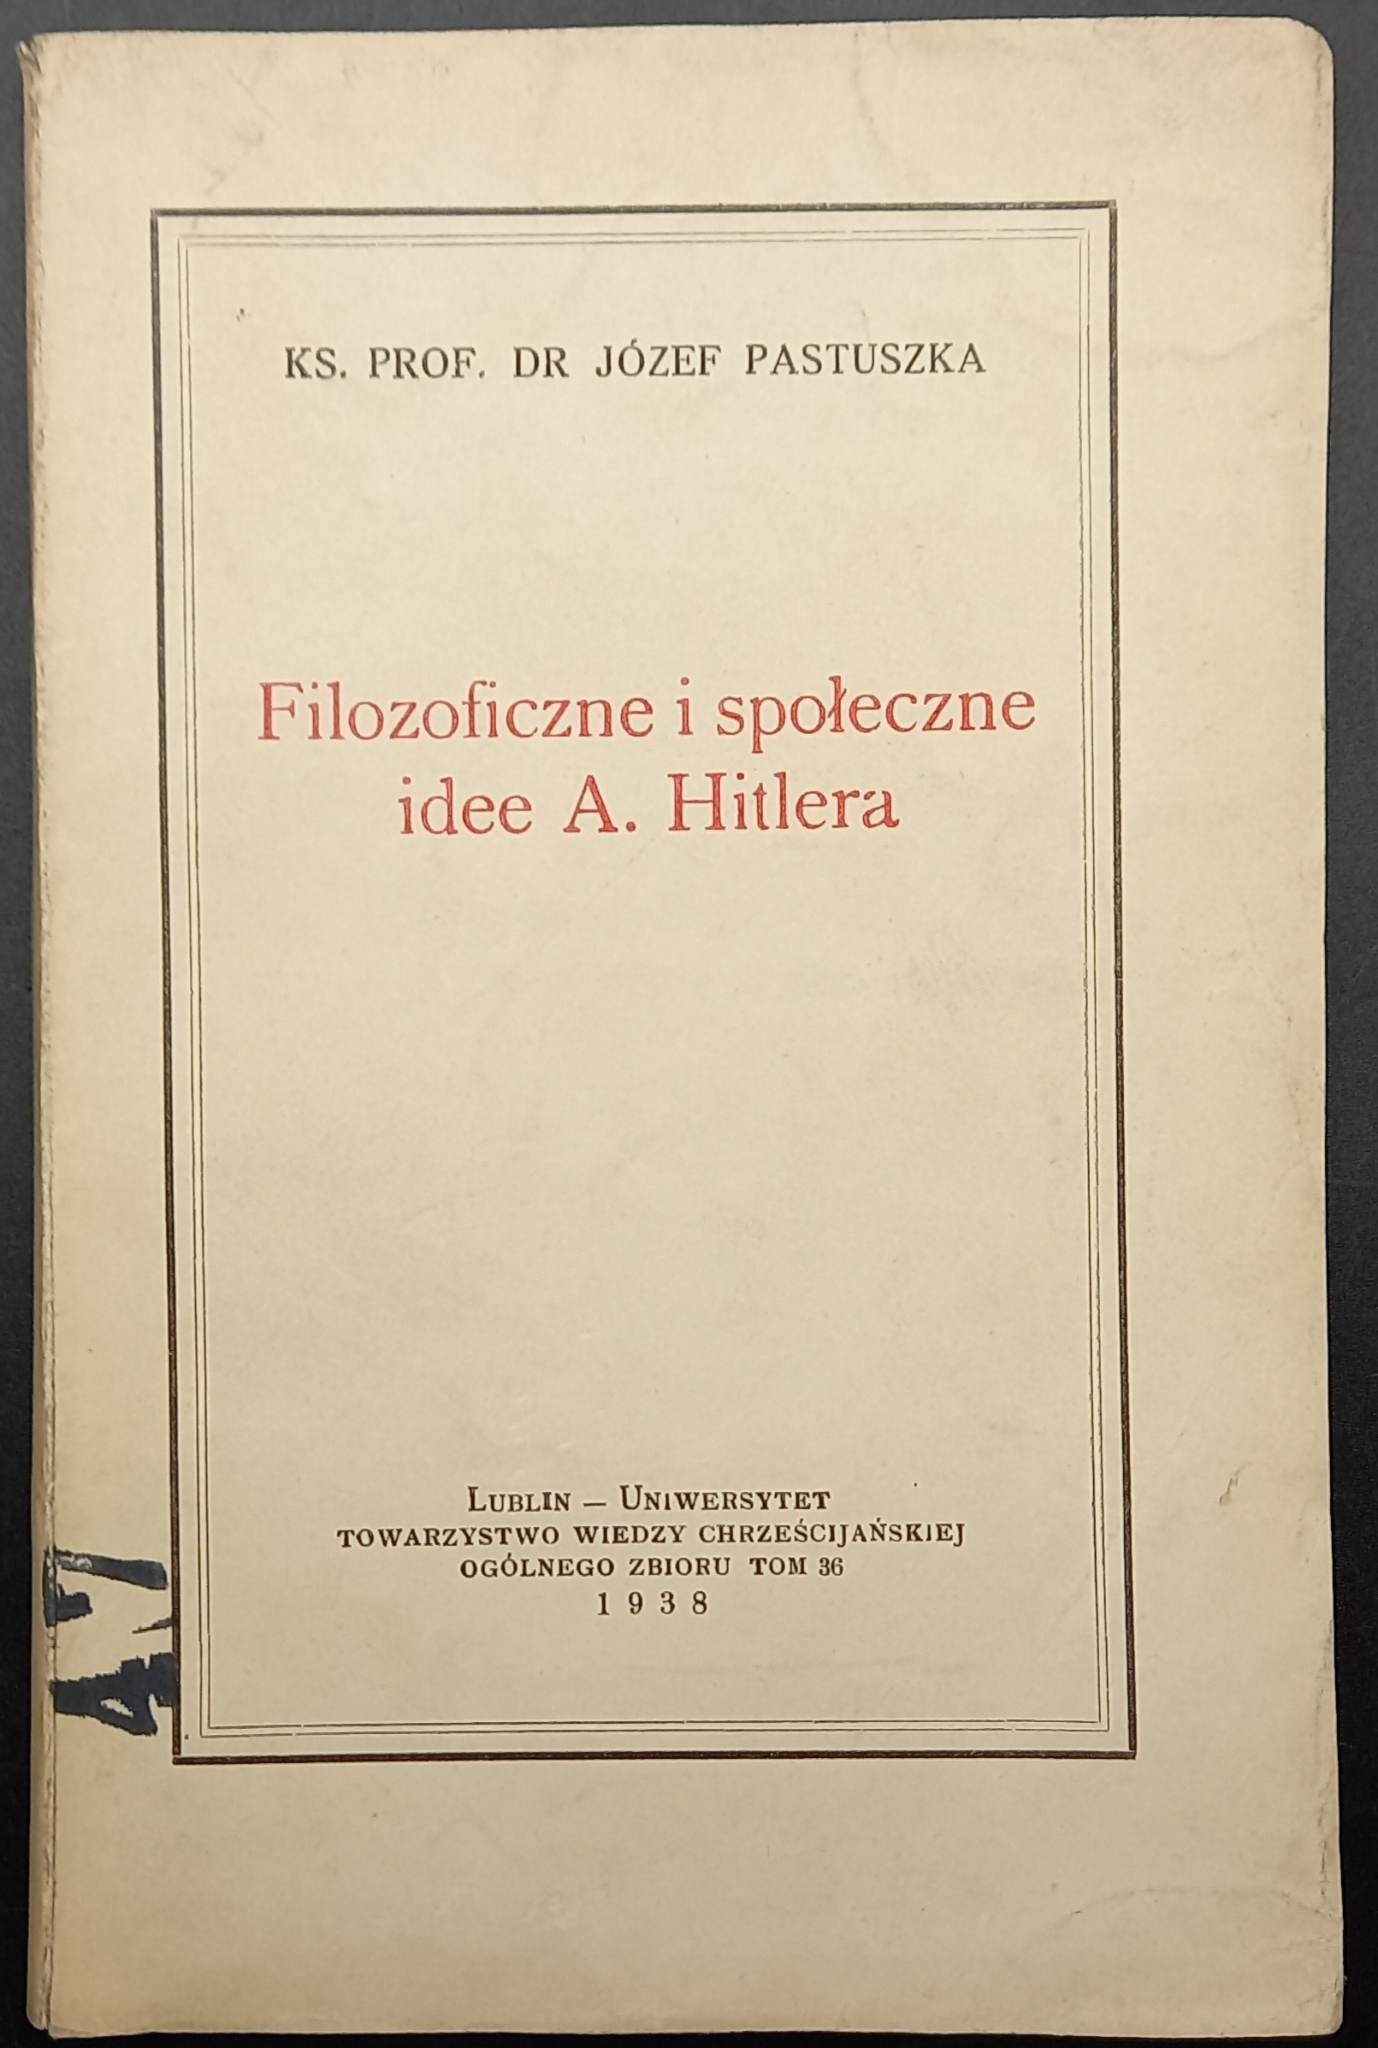 KS. PROF. DR JÓZEF PASTUSZKA
Filozoficzne i społeczne
idee A. Hitlera
LUBLIN — UNIWERSYTET
TOWARZYSTWO WIEDZY CHRZEŚCIJAŃSKIEJ
OGÓLNEGO ZBIORU TOM 36
1938